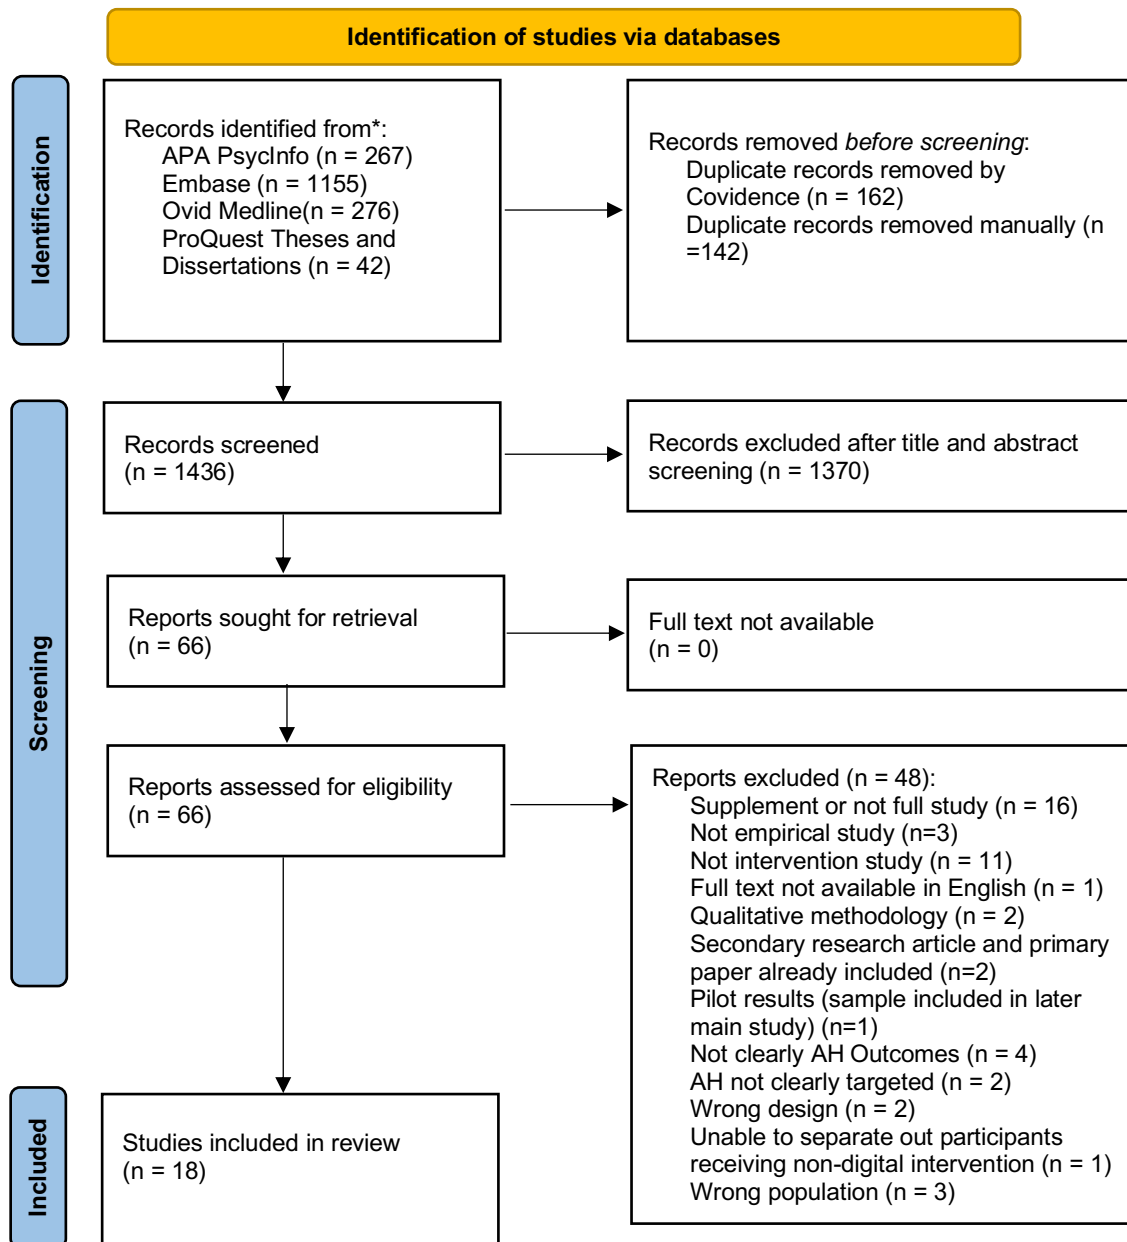 Identification of studies via databases
Identification
Records identified from*:
APA PsycInfo (n = 267)
Embase (n = 1155)
Ovid Medline(n = 276)
ProQuest Theses and
Dissertations (n = 42)
Records removed before screening:
Duplicate records removed by
Covidence (n = 162)
Duplicate records removed manually (n
=142)
Screening
Records screened
(n = 1436)
Records excluded after title and abstract
screening (n = 1370)
Reports sought for retrieval
(n = 66)
Full text not available
(n = 0)
Reports assessed for eligibility
(n = 66)
Reports excluded (n = 48):
Supplement or not full study (n = 16)
Not empirical study (n=3)
Not intervention study (n = 11)
Full text not available in English (n = 1)
Qualitative methodology (n = 2)
Secondary research article and primary
paper already included (n=2)
Pilot results (sample included in later
main study) (n=1)
Not clearly AH Outcomes (n = 4)
AH not clearly targeted (n = 2)
Wrong design (n = 2)
Unable to separate out participants
receiving non-digital intervention (n = 1)
Wrong population (n = 3)
Included
Studies included in review
(n = 18)